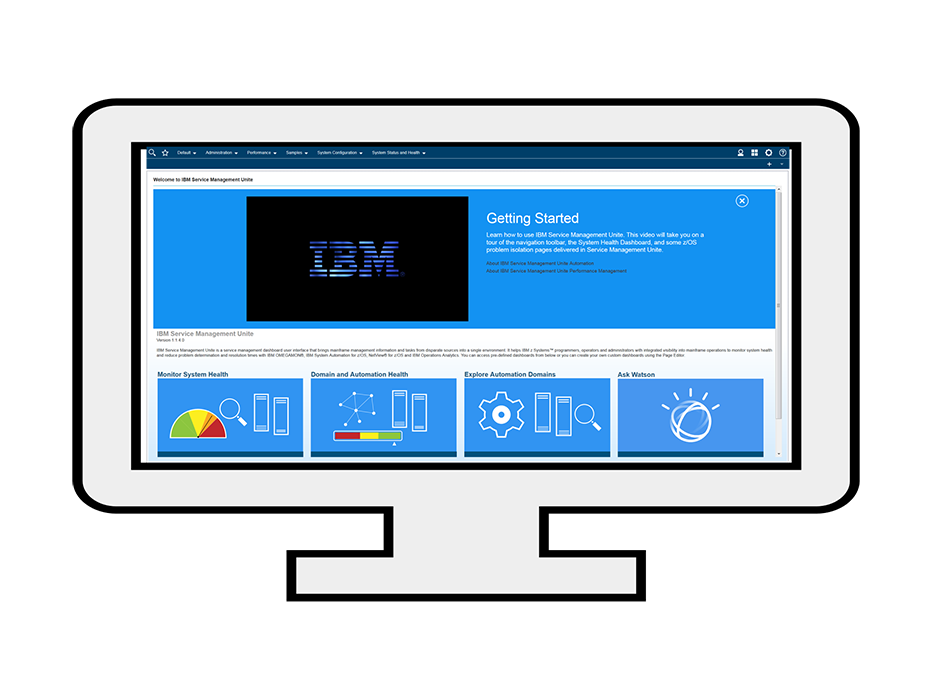 Default Administration Performance Samples System Configuration System Status and Health
Welcome to IBM Service Management Unite
IBM
Getting Started
Learn how to use IBM Service Management Unite. This video will take you on a
tour of the navigation toolbar, the System Health Dashboard, and some z/OS
problem isolation pages delivered in Service Management Unite.
About IBM Service Management Unite Automation
About IBM Service Management Unite Performance Management
IBM Service Management Unite
Version 1.1.4.0
IBM Service Management Unite is a service management dashboard user interface that brings mainframe management information and tasks from disparate sources into a single environment. It helps IBM z Systems™ programmers, operators and administrators with integrated visibility into mainframe operations to monitor system health
and reduce problem determination and resolution times with IBM OMEGAMON®, IBM System Automation for z/OS, NetView® for z/OS and IBM Operations Analytics. You can access pre-defined dashboards from below or you can create your own custom dashboards using the Page Editor.
Monitor System Health Domain and Automation Health Explore Automation Domains Ask Watson